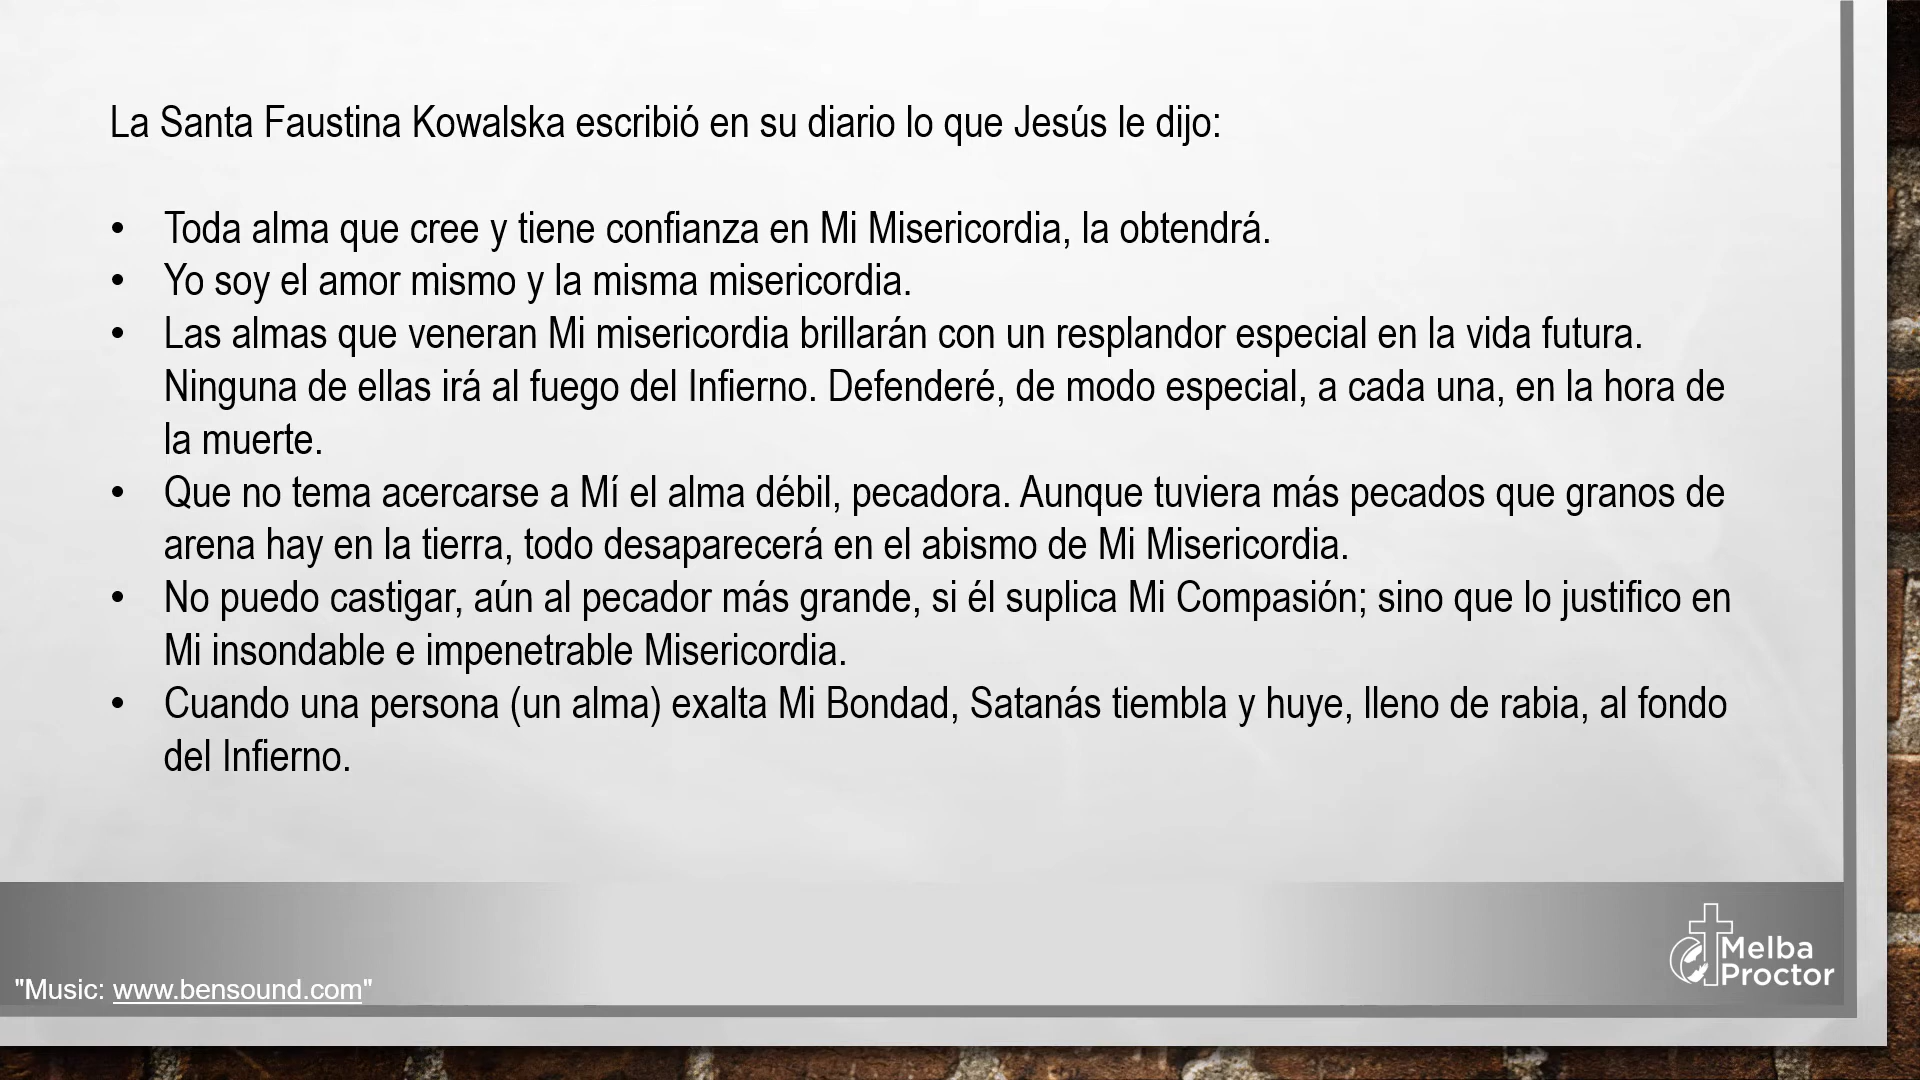 La Santa Faustina Kowalska escribió en su diario lo que Jesús le dijo:
• Toda alma que cree y tiene confianza en Mi Misericordia, la obtendrá.
• Yo soy el amor mismo y la misma misericordia.
• Las almas que veneran Mi misericordia brillarán con un resplandor especial en la vida futura.
Ninguna de ellas irá al fuego del Infierno. Defenderé, de modo especial, a cada una, en la hora de
la muerte.
• Que no tema acercarse a Mí el alma débil, pecadora. Aunque tuviera más pecados que granos de
arena hay en la tierra, todo desaparecerá en el abismo de Mi Misericordia.
• No puedo castigar, aún al pecador más grande, si él suplica Mi Compasión; sino que lo justifico en
Mi insondable e impenetrable Misericordia.
• Cuando una persona (un alma) exalta Mi Bondad, Satanás tiembla y huye, lleno de rabia, al fondo
del Infierno.
Melba
Proctor
"Music: www.bensound.com"